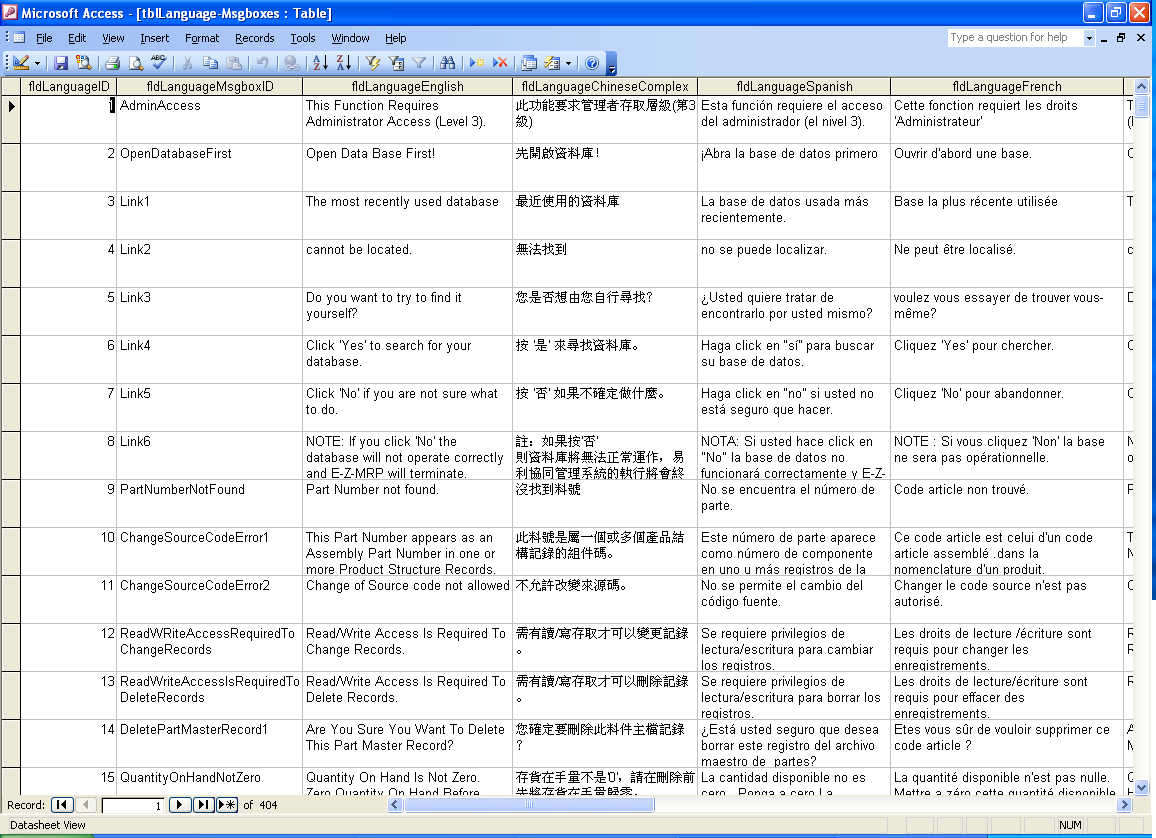 Microsoft Access - [tblLanguage-Msgboxes : Table]
File Edit View Insert Format Records Tools Window Help Type a question for help
fldLanguageID fldLanguageMsgboxID fldLanguageEnglish fldLanguageChineseComplex fldLanguageSpanish fldLanguageFrench
1 AdminAccess This Function Requires 此功能要求管理者存取層級(第3 Esta función requiere el acceso Cette fonction requiert les droits
Administrator Access (Level 3). 級) del administrador (el nivel 3). 'Administrateur'
2 OpenDatabaseFirst Open Data Base First! 先開啟資料庫! ¡Abra la base de datos primero Ouvrir d'abord une base.
3 Link1 The most recently used database 最近使用的資料庫 La base de datos usada más Base la plus récente utilisée
recientemente.
4 Link2 cannot be located. 無法找到 no se puede localizar. Ne peut être localisé.
5 Link3 Do you want to try to find it 您是否想由您自行尋找? ¿Usted quiere tratar de voulez vous essayer de trouver vous-
yourself? encontrarlo por usted mismo? même?
6 Link4 Click 'Yes' to search for your 按 '是' 來尋找資料庫。 Haga click en "sí" para buscar Cliquez 'Yes' pour chercher.
database. su base de datos.
7 Link5 Click 'No' if you are not sure what 按 '否' 如果不確定做什麼。 Haga click en "no" si usted no Cliquez 'No' pour abandonner.
to do. está seguro que hacer.
8 Link6 NOTE: If you click 'No' the 註: 如果按'否' NOTA: Si usted hace click en NOTE : Si vous cliquez 'Non' la base
database will not operate correctly 則資料庫將無法正常運作, 易 "No" la base de datos no ne sera pas opérationnelle.
and E-Z-MRP will terminate. 利協同管理系統的執行將會終 funcionará correctamente y E-Z-
9 PartNumberNotFound Part Number not found. 沒找到料號 No se encuentra el número de Code article non trouvé.
parte.
10 ChangeSourceCodeError1 This Part Number appears as an 此料號是屬一個或多個產品結 Este número de parte aparece Ce code article est celui d'un code
Assembly Part Number in one or 構記錄的組件碼。 como número de componente article assemblé .dans la
more Product Structure Records. en uno u más registros de la nomenclature d'un produit.
11 ChangeSourceCodeError2 Change of Source code not allowed 不允許改變來源碼。 No se permite el cambio del Changer le code source n'est pas
código fuente. autorisé.
12 ReadWRiteAccessRequiredTo Read/Write Access Is Required To 需有讀/寫存取才可以變更記錄 Se requiere privilegios de Les droits de lecture /écriture sont
ChangeRecords Change Records. 。 lectura/escritura para cambiar requis pour changer les
los registros. enregistrements.
13 ReadWriteAccessIsRequiredTo Read/Write Access Is Required To 需有讀/寫存取才可以刪除記錄 Se requiere privilegios de Les droits de lecture/écriture sont
DeleteRecords Delete Records. 。 lectura/escritura para borrar los requis pour effacer des
registros. enregistrements.
14 DeletePartMasterRecord1 Are You Sure You Want To Delete 您確定要刪除此料件主檔記錄 ¿Está usted seguro que desea Etes vous sûr de vouloir supprimer ce
This Part Master Record? ? borrar este registro del archivo code article ?
maestro de partes?
15 QuantityOnHandNotZero Quantity On Hand Is Not Zero. 存貨在手量不是'0', 請在刪除前 La cantidad disponible no es La quantité disponible n'est pas nulle.
Zero Quantity On Hand Before 先將存貨在手量歸零。 cero. Ponga a cero La Mettre a zéro cette quantité disponible
Record: 1 of 404
Datasheet View NUM